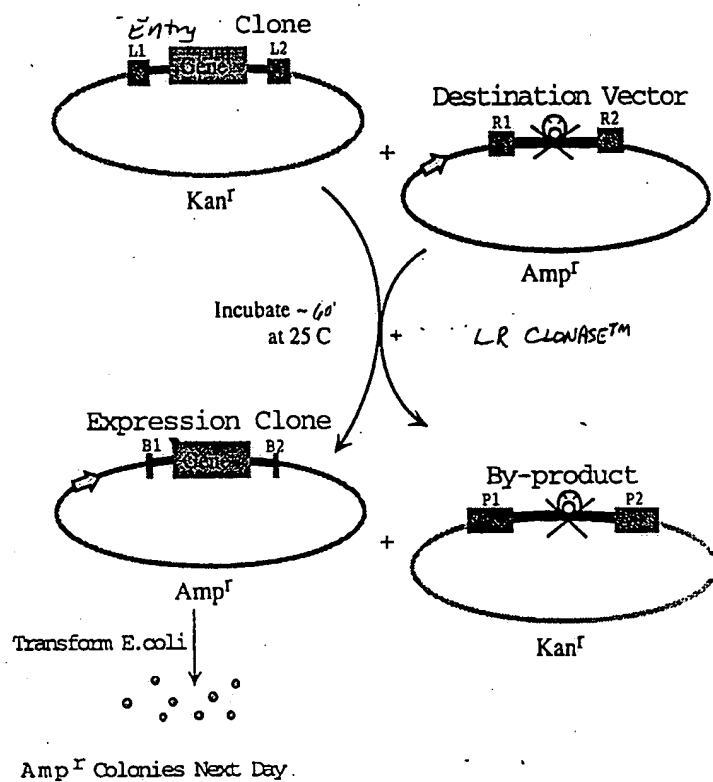 Entry Clone
L1 Gene L2
Kanʳ
+
Destination Vector
R1 R2
Ampʳ
Incubate ~ 60'
at 25 C
+ LR CLONASE™
Expression Clone
B1 Gene B2
Ampʳ
+
By-product
P1 P2
Kanʳ
Transform E.coli
Ampʳ Colonies Next Day